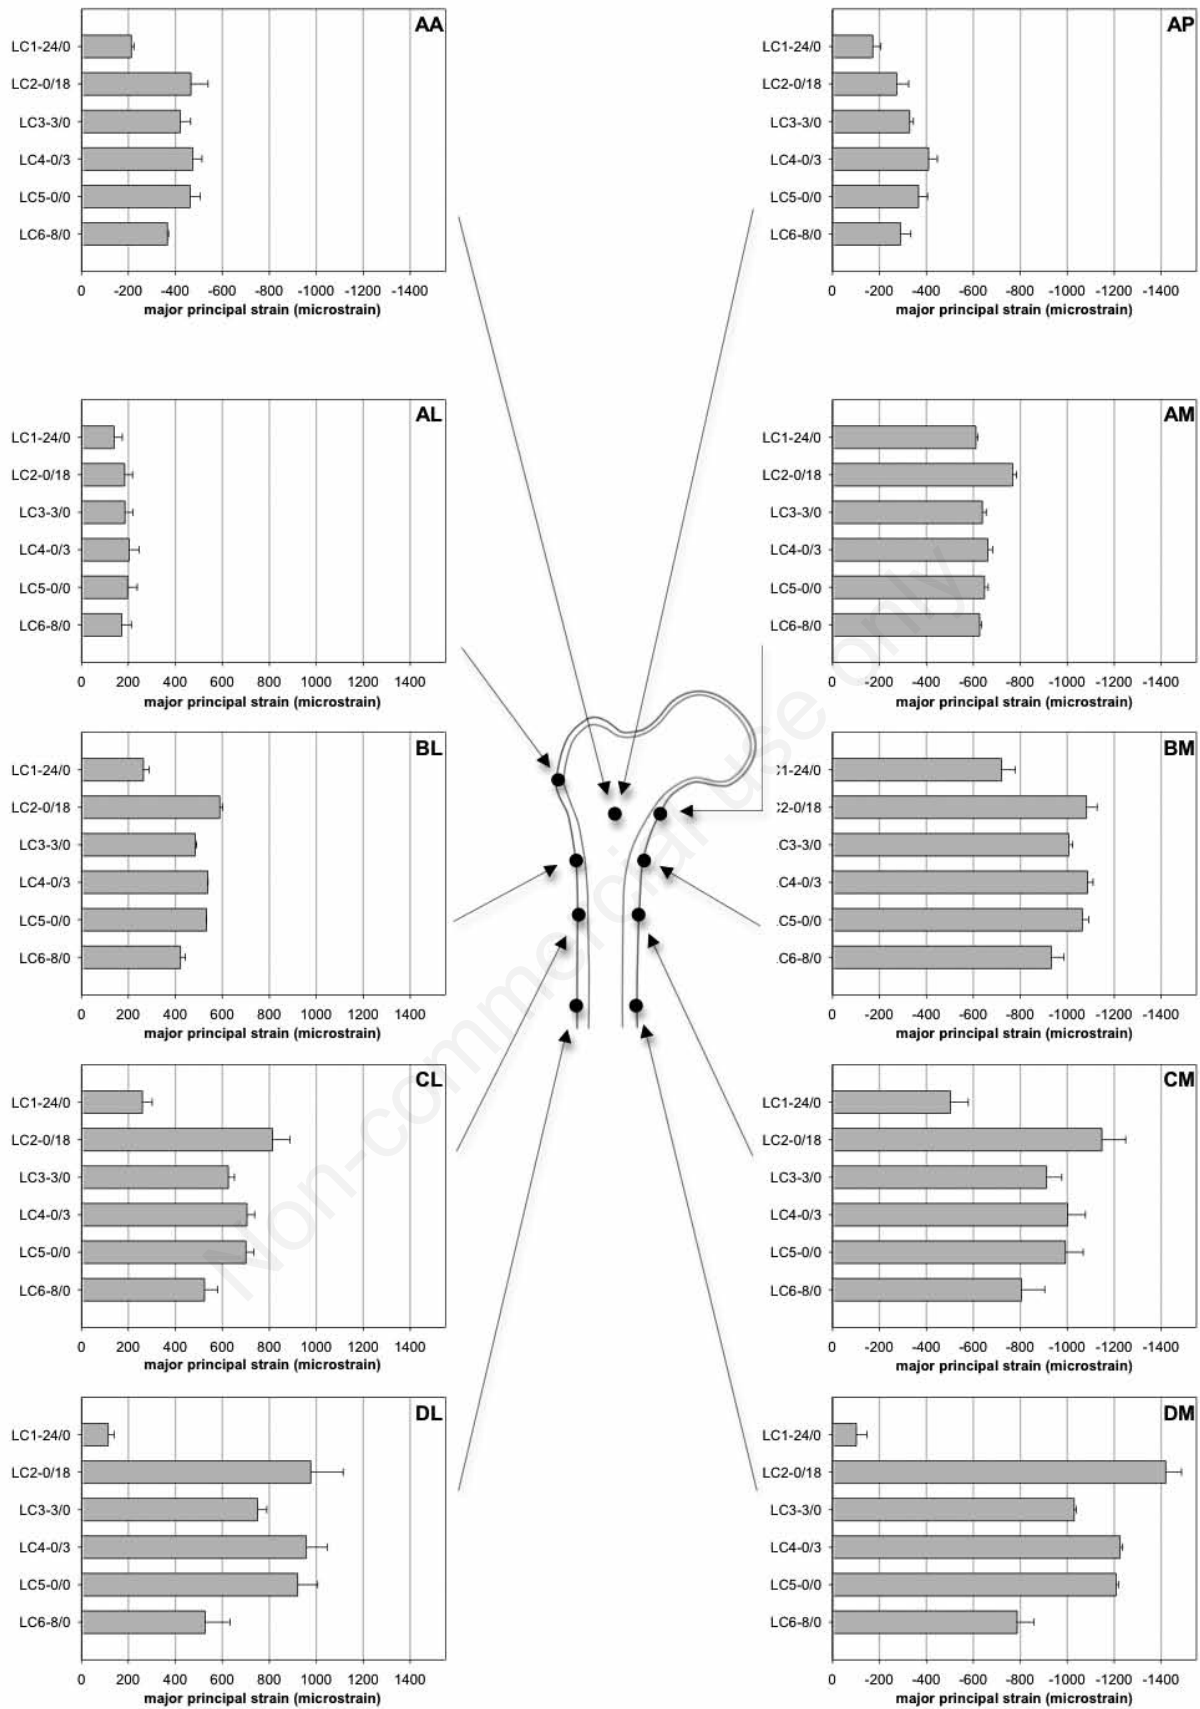 AA
LC1-24/0
LC2-0/18
LC3-3/0
LC4-0/3
LC5-0/0
LC6-8/0
0 -200 -400 -600 -800 -1000 -1200 -1400
major principal strain (microstrain)
AP
LC1-24/0
LC2-0/18
LC3-3/0
LC4-0/3
LC5-0/0
LC6-8/0
0 -200 -400 -600 -800 -1000 -1200 -1400
major principal strain (microstrain)
AL
LC1-24/0
LC2-0/18
LC3-3/0
LC4-0/3
LC5-0/0
LC6-8/0
0 200 400 600 800 1000 1200 1400
major principal strain (microstrain)
AM
LC1-24/0
LC2-0/18
LC3-3/0
LC4-0/3
LC5-0/0
LC6-8/0
0 -200 -400 -600 -800 -1000 -1200 -1400
major principal strain (microstrain)
BL
LC1-24/0
LC2-0/18
LC3-3/0
LC4-0/3
LC5-0/0
LC6-8/0
0 200 400 600 800 1000 1200 1400
major principal strain (microstrain)
BM
1-24/0
2-0/18
C3-3/0
LC4-0/3
LC5-0/0
C6-8/0
0 -200 -400 -600 -800 -1000 -1200 -1400
major principal strain (microstrain)
CL
LC1-24/0
LC2-0/18
LC3-3/0
LC4-0/3
LC5-0/0
LC6-8/0
0 200 400 600 800 1000 1200 1400
major principal strain (microstrain)
CM
LC1-24/0
LC2-0/18
LC3-3/0
LC4-0/3
LC5-0/0
LC6-8/0
0 -200 -400 -600 -800 -1000 -1200 -1400
major principal strain (microstrain)
DL
LC1-24/0
LC2-0/18
LC3-3/0
LC4-0/3
LC5-0/0
LC6-8/0
0 200 400 600 800 1000 1200 1400
major principal strain (microstrain)
DM
LC1-24/0
LC2-0/18
LC3-3/0
LC4-0/3
LC5-0/0
LC6-8/0
0 -200 -400 -600 -800 -1000 -1200 -1400
major principal strain (microstrain)
Non-commercial use only